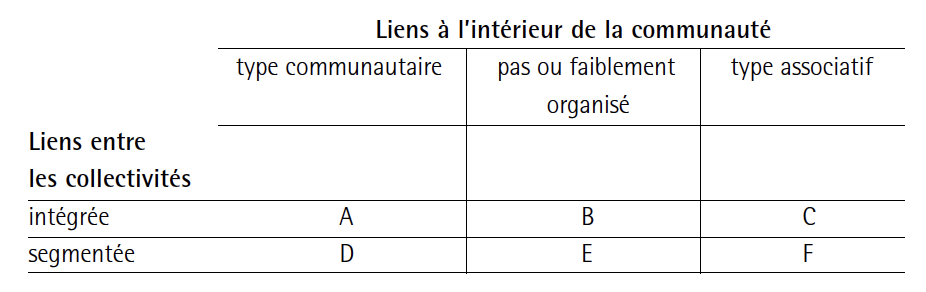 Liens à l'intérieur de la communauté
type communautaire pas ou faiblement type associatif
organisé
Liens entre
les collectivités
intégrée A B C
segmentée D E F